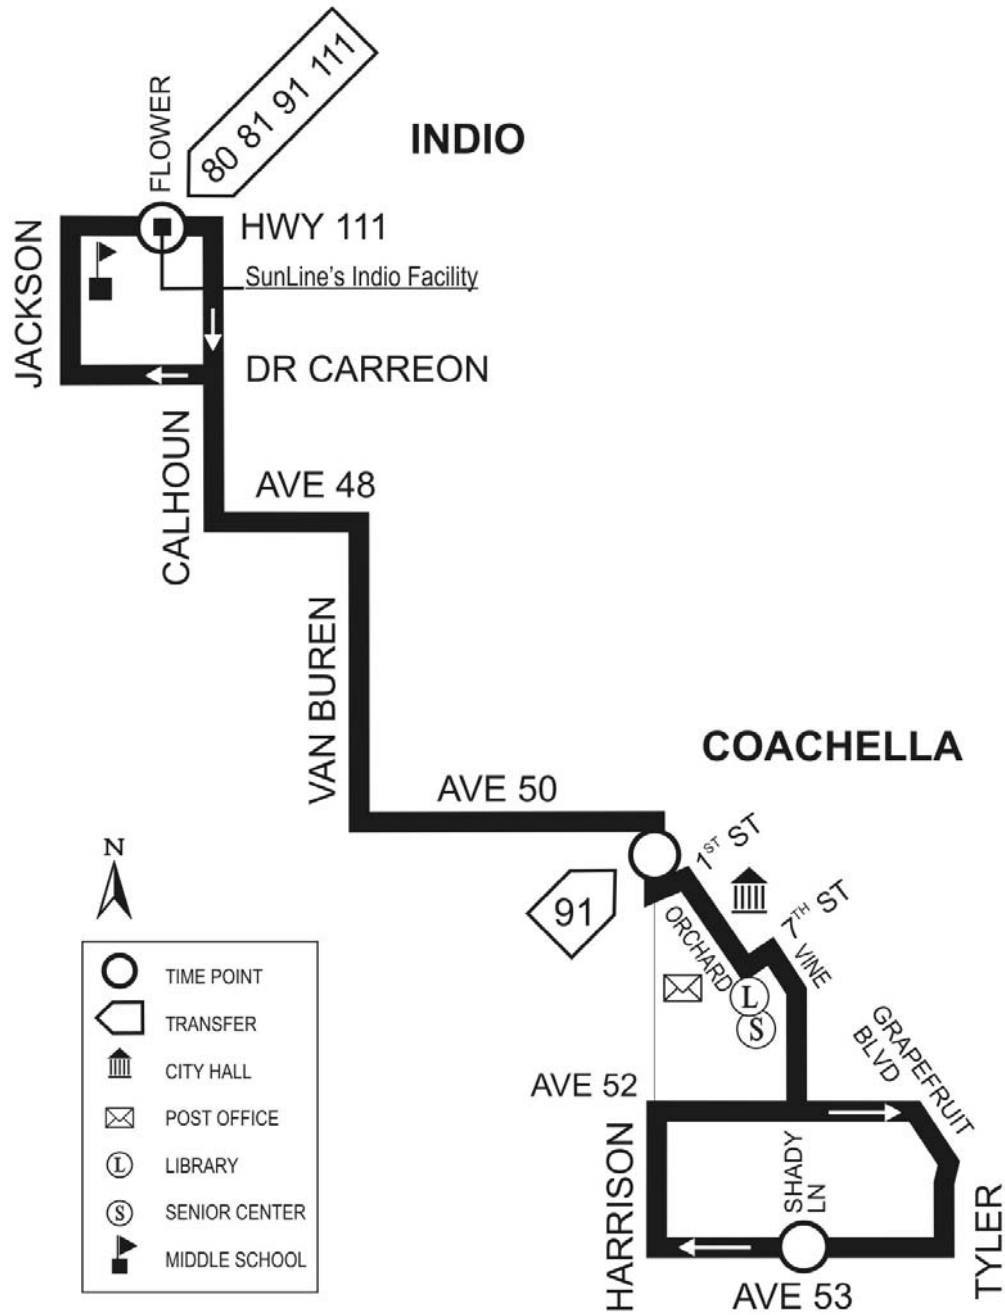 80 81 91 111
FLOWER
INDIO
HWY 111
JACKSON
SunLine's Indio Facility
DR CARREON
CALHOUN
AVE 48
VAN BUREN
COACHELLA
AVE 50
1ST ST
91
ORCHARD
7TH ST
VINE
L
S
GRAPEFRUIT
BLVD
AVE 52
HARRISON
SHADY
LN
TYLER
AVE 53
N
TIME POINT
TRANSFER
CITY HALL
POST OFFICE
L LIBRARY
S SENIOR CENTER
MIDDLE SCHOOL